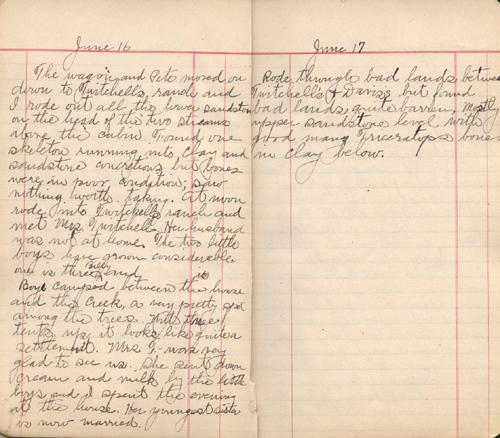 June 16
The wagon and Pete moved on
down to Twitchell's ranch and
I rode out all the lower sandstone
on the head of the two streams
above the cabin. Found one
skeleton running into clay and
sandstone concretions but bones
were in poor condition; saw
nothing worth taking. At noon
rode into Twitchell's ranch and
met Mrs. Twitchell. Her husband
was not at home. The two little
boys have grown considerable
one is three Billy and
Boys camped between the house
and the creek, a very pretty spot
among the trees. With three
tents up it looks like quite a
settlement. Mrs T- was very
glad to see us. She sent down
cream and milk by the little
boys and I spent the evening
at the house. Her youngest sister
is now married.
June 17
Rode through bad lands between
Twitchell's & Davis's but found
bad lands quite barren, Mostly
upper sandstone level with
good many Triceratops bones
in clay below.